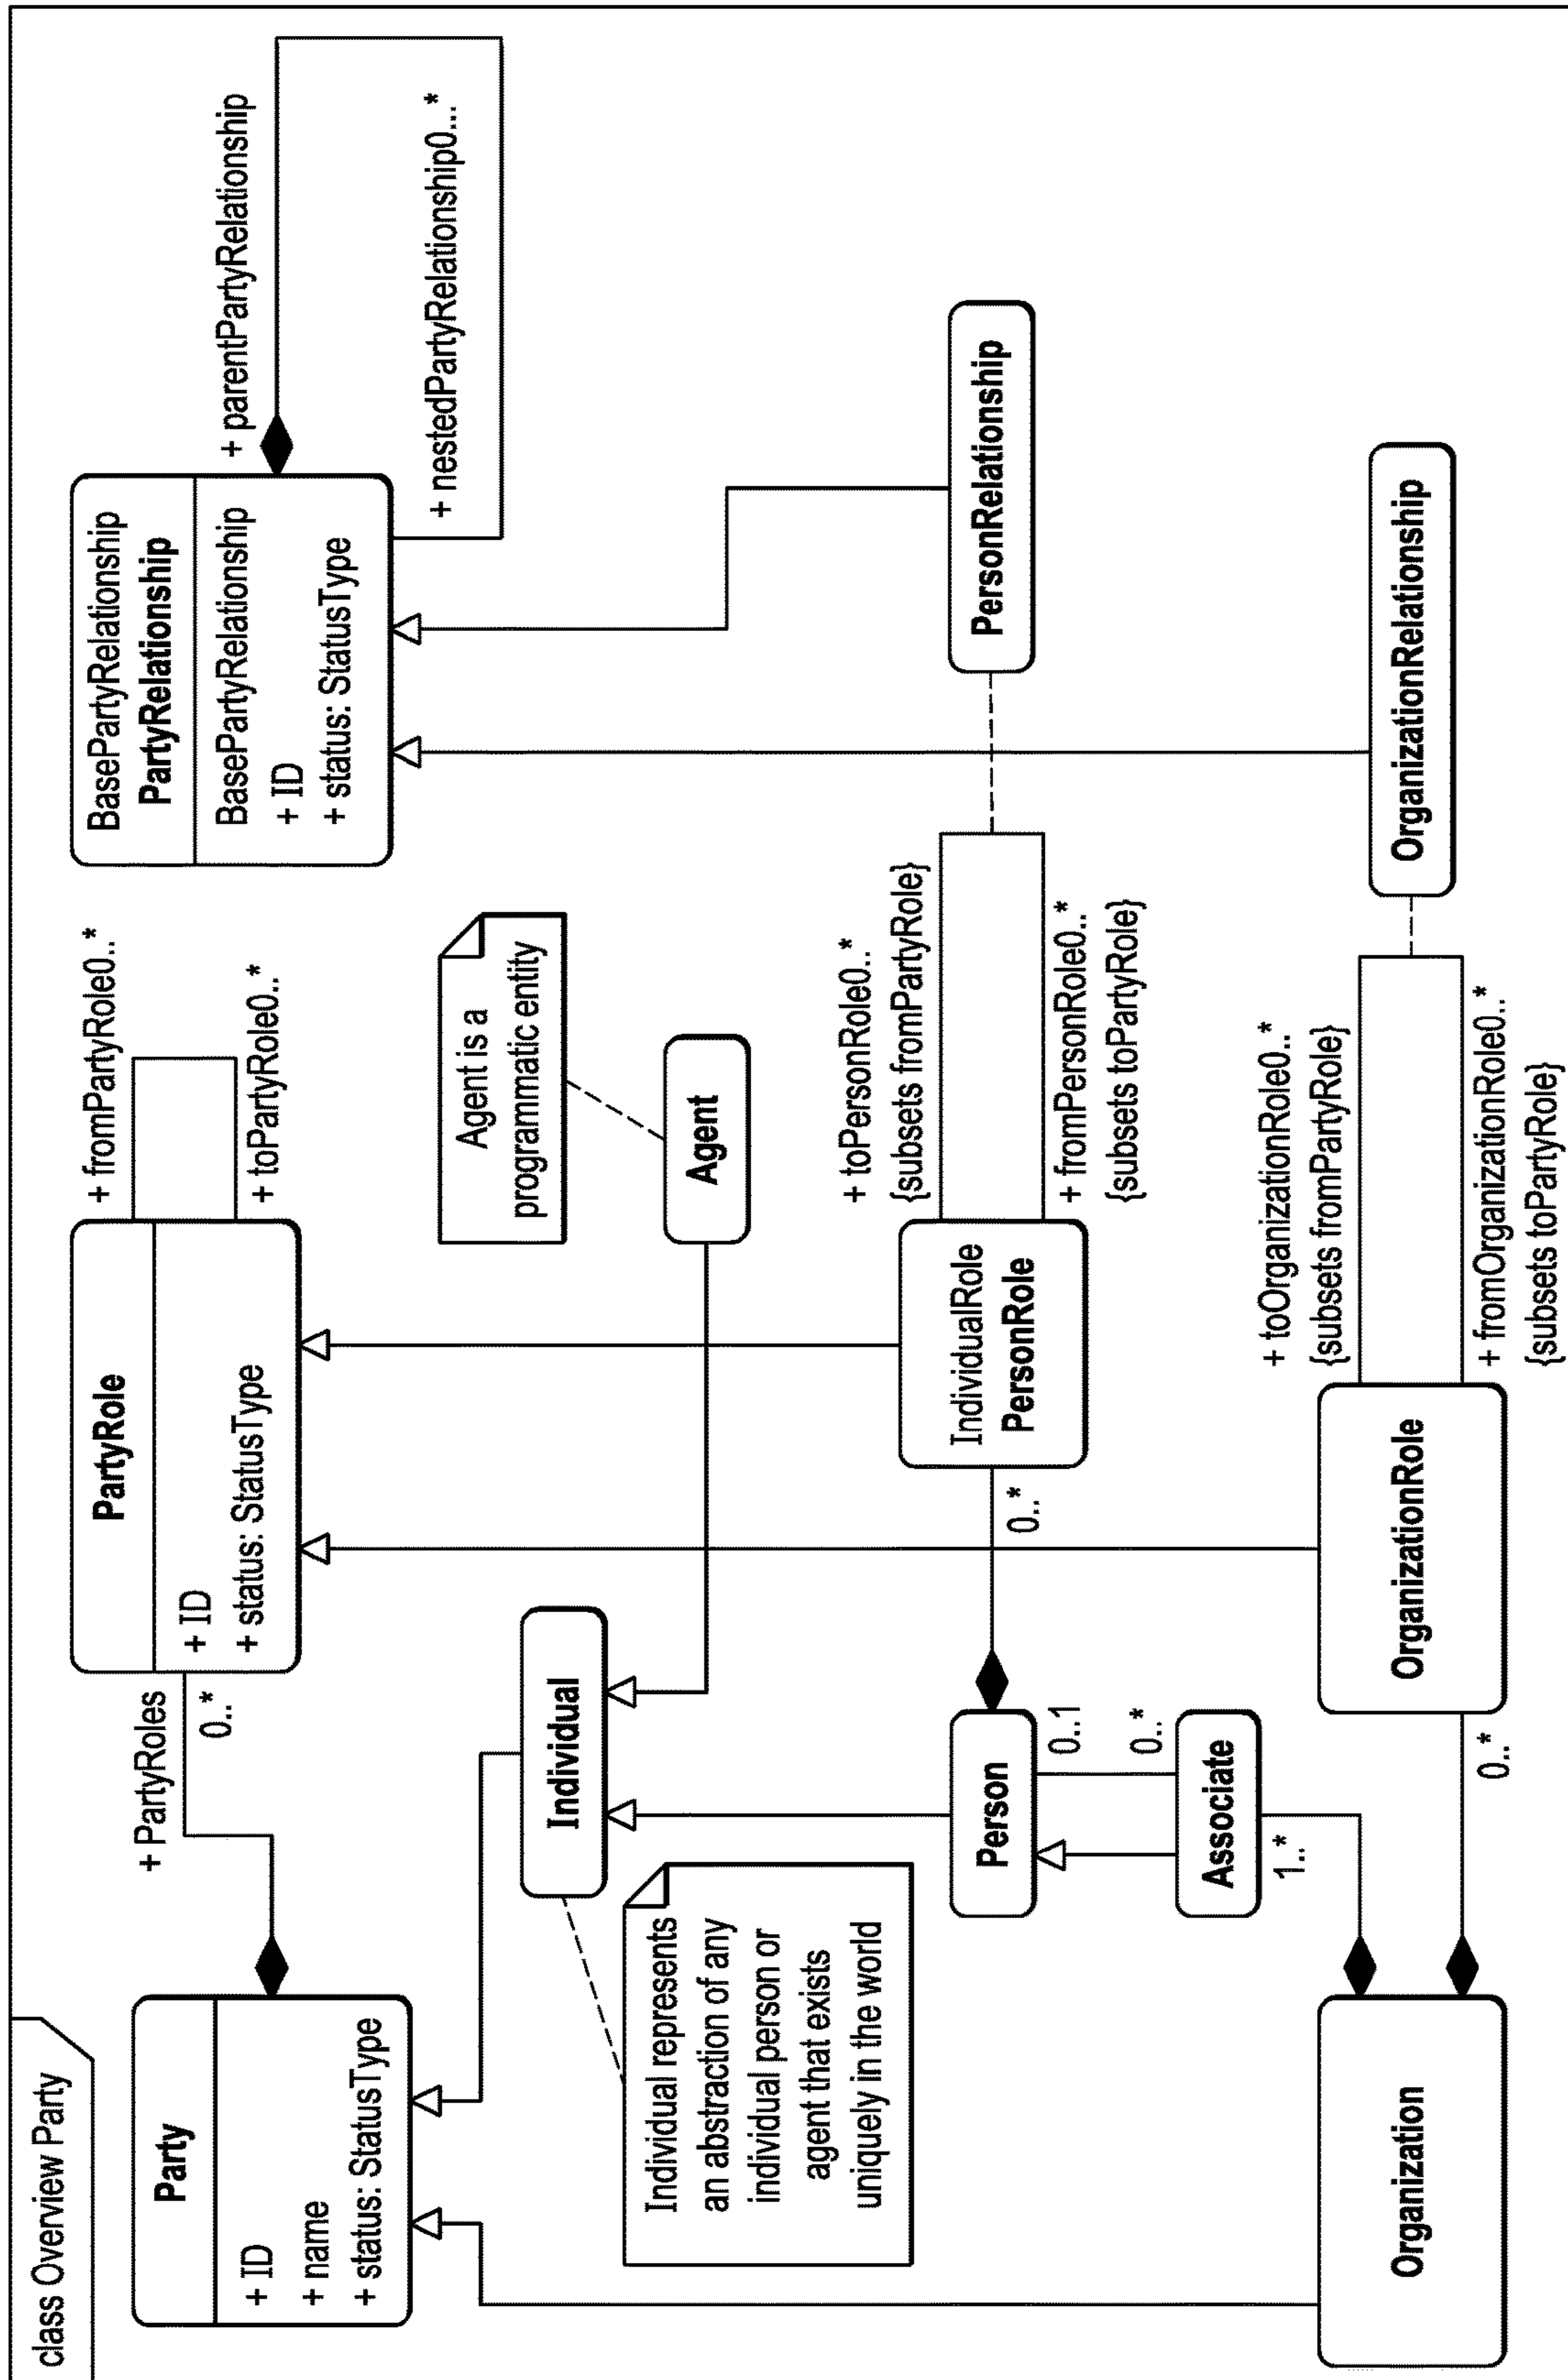 class Overview Party
Party
+ ID
+ name
+ status: StatusType
+ PartyRoles
0..*
PartyRole
+ ID
+ status: StatusType
+ fromPartyRole0..*
+ toPartyRole0..*
BasePartyRelationship
PartyRelationship
BasePartyRelationship
+ ID
+ status: StatusType
+ parentPartyRelationship
+ nestedPartyRelationship0...*
Individual
Individual represents
an abstraction of any
individual person or
agent that exists
uniquely in the world
Agent is a
programmatic entity
Agent
Person
0..1
0..*
Associate
1..*
0..*
IndividualRole
PersonRole
+ toPersonRole0..*
{subsets fromPartyRole}
+ fromPersonRole0..*
{subsets toPartyRole}
PersonRelationship
Organization
0..*
OrganizationRole
+ toOrganizationRole0..*
{subsets fromPartyRole}
+ fromOrganizationRole0..*
{subsets toPartyRole}
OrganizationRelationship